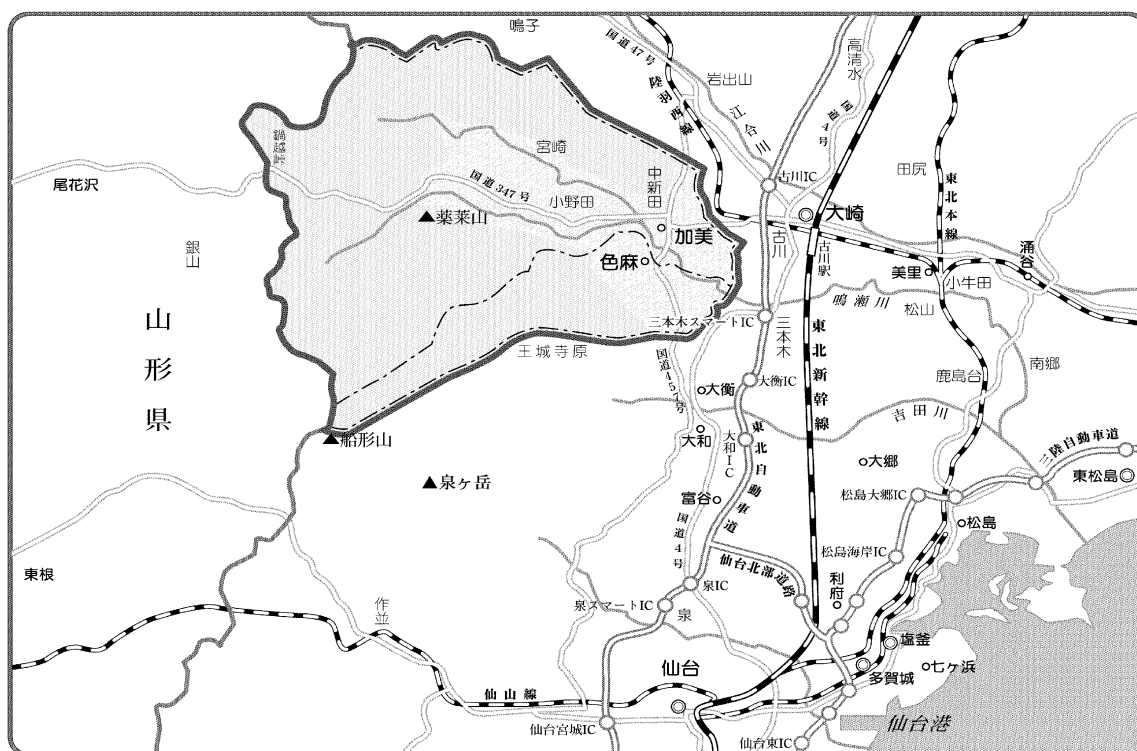 鳴子
国道47号
陸羽西線
岩出山
江合川
高清水
国道4号
鍋越峠
宮崎
中新田
田尻
東北本線
尾花沢
国道347号
小野田
古川IC
大崎
▲薬莱山
加美
古川
古川駅
涌谷
銀山
色麻
美里
小牛田
鳴瀬川
松山
山形県
三本木スマートIC
三本木
東北新幹線
王城寺原
国道457号
大衡
大衡IC
鹿島台
南郷
吉田川
▲船形山
大和
大和IC
東北自動車道
大郷
三陸自動車道
東松島
▲泉ヶ岳
富谷
松島大郷IC
松島
国道4号
仙台北部道路
松島海岸IC
東根
泉IC
利府
作並
泉スマートIC
泉
塩釜
仙台
多賀城
七ヶ浜
仙山線
仙台宮城IC
仙台港
仙台東IC